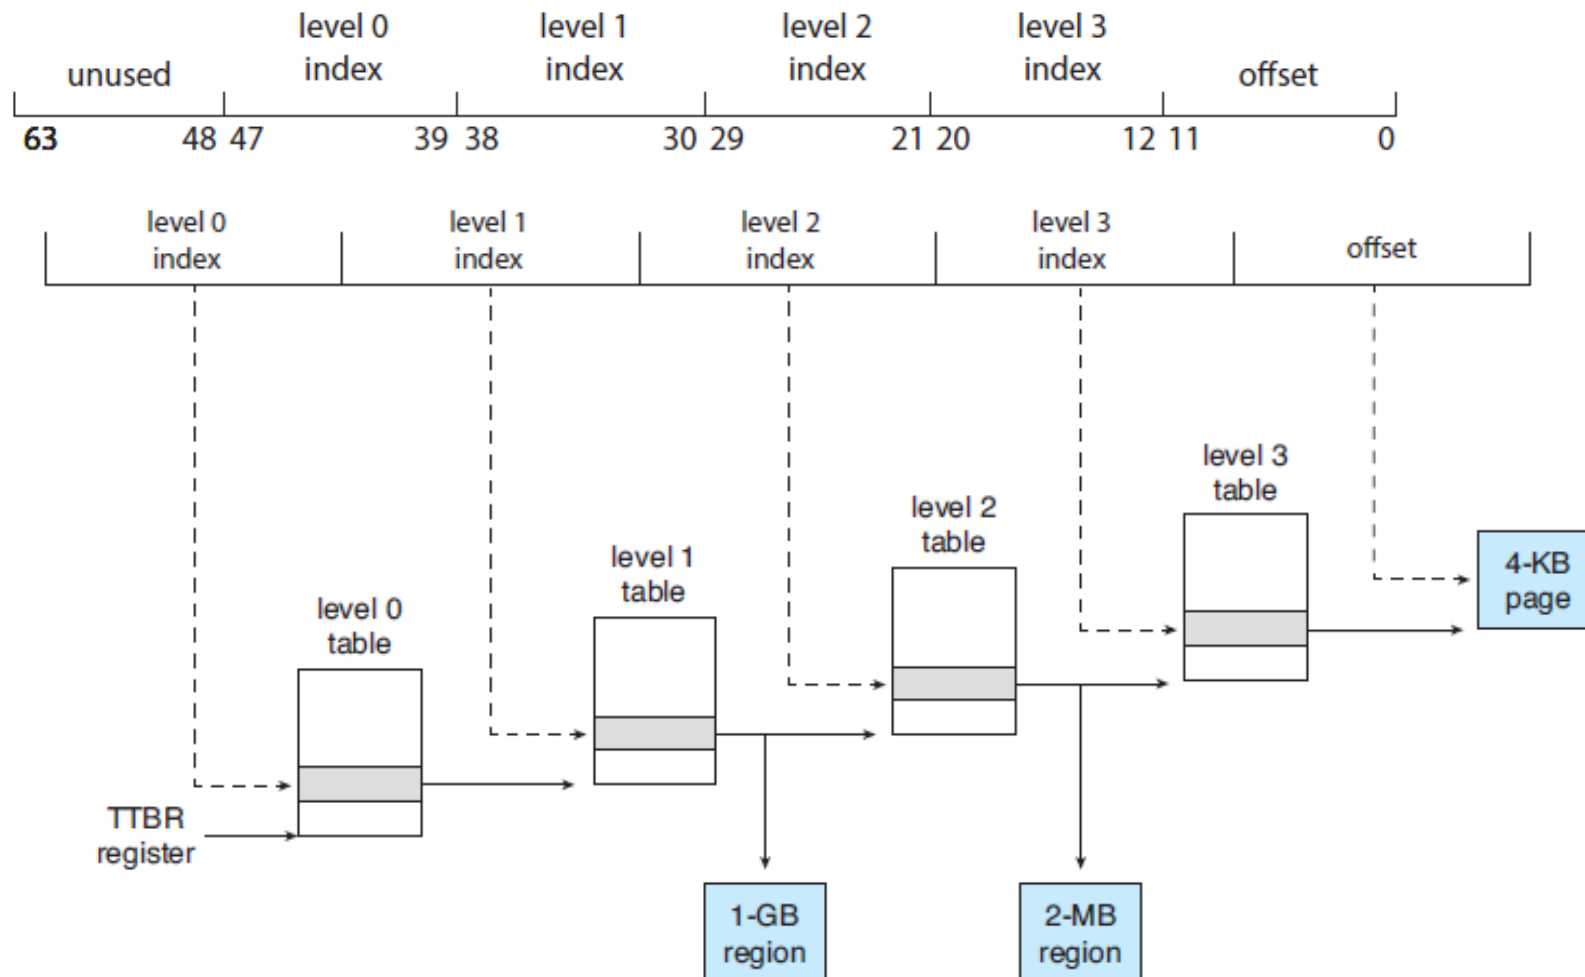 level 0
index
level 1
index
level 2
index
level 3
index
unused
offset
63
48 47
39 38
30 29
21 20
12 11
0
level 0
index
level 1
index
level 2
index
level 3
index
offset
level 3
table
level 2
table
level 1
table
level 0
table
4-KB
page
TTBR
register
1-GB
region
2-MB
region